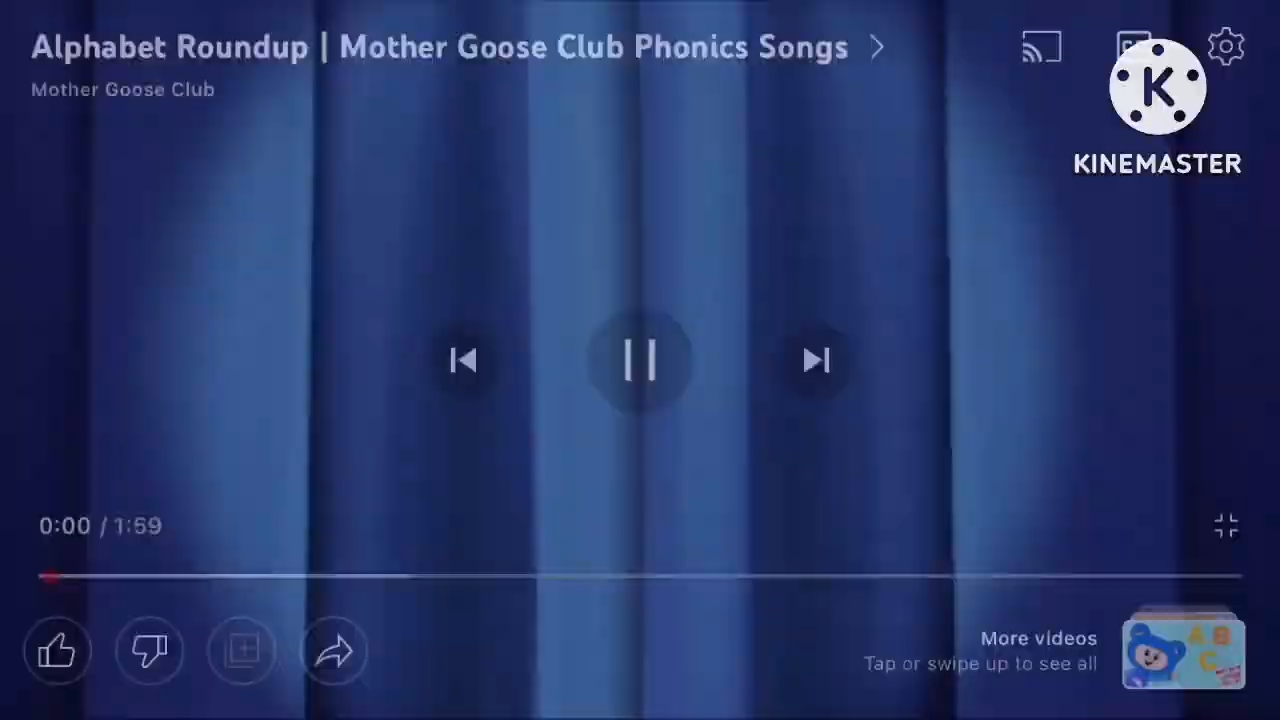 Alphabet Roundup | Mother Goose Club Phonics Songs
Mother Goose Club
K
KINEMASTER
0:00 / 1:59
More videos
Tap or swipe up to see all
A B
C